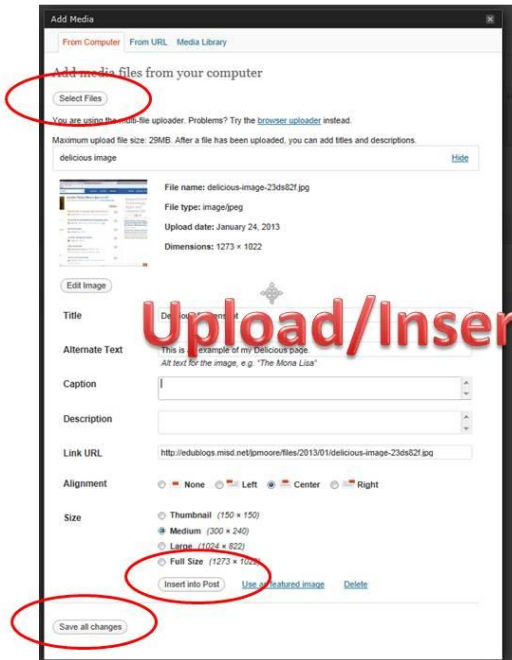 Add Media
From Computer From URL Media Library
Add media files from your computer
Select Files
You are using the multi-file uploader. Problems? Try the browser uploader instead.
Maximum upload file size: 29MB. After a file has been uploaded, you can add titles and descriptions.
delicious image Hide
File name: delicious-image-23ds82f.jpg
File type: image/jpeg
Upload date: January 24, 2013
Dimensions: 1273 × 1022
Edit Image
Upload/Inser
Title
Alternate Text This is an example of my Delicious page.
Alt text for the image, e.g. "The Mona Lisa"
Caption
Description
Link URL http://edublogs.misd.net/jpmoore/files/2013/01/delicious-image-23ds82f.jpg
Alignment None Left Center Right
Size Thumbnail (150 × 150)
Medium (300 × 240)
Large (1024 × 822)
Full Size (1273 × 1022)
Insert into Post Use as featured image Delete
Save all changes